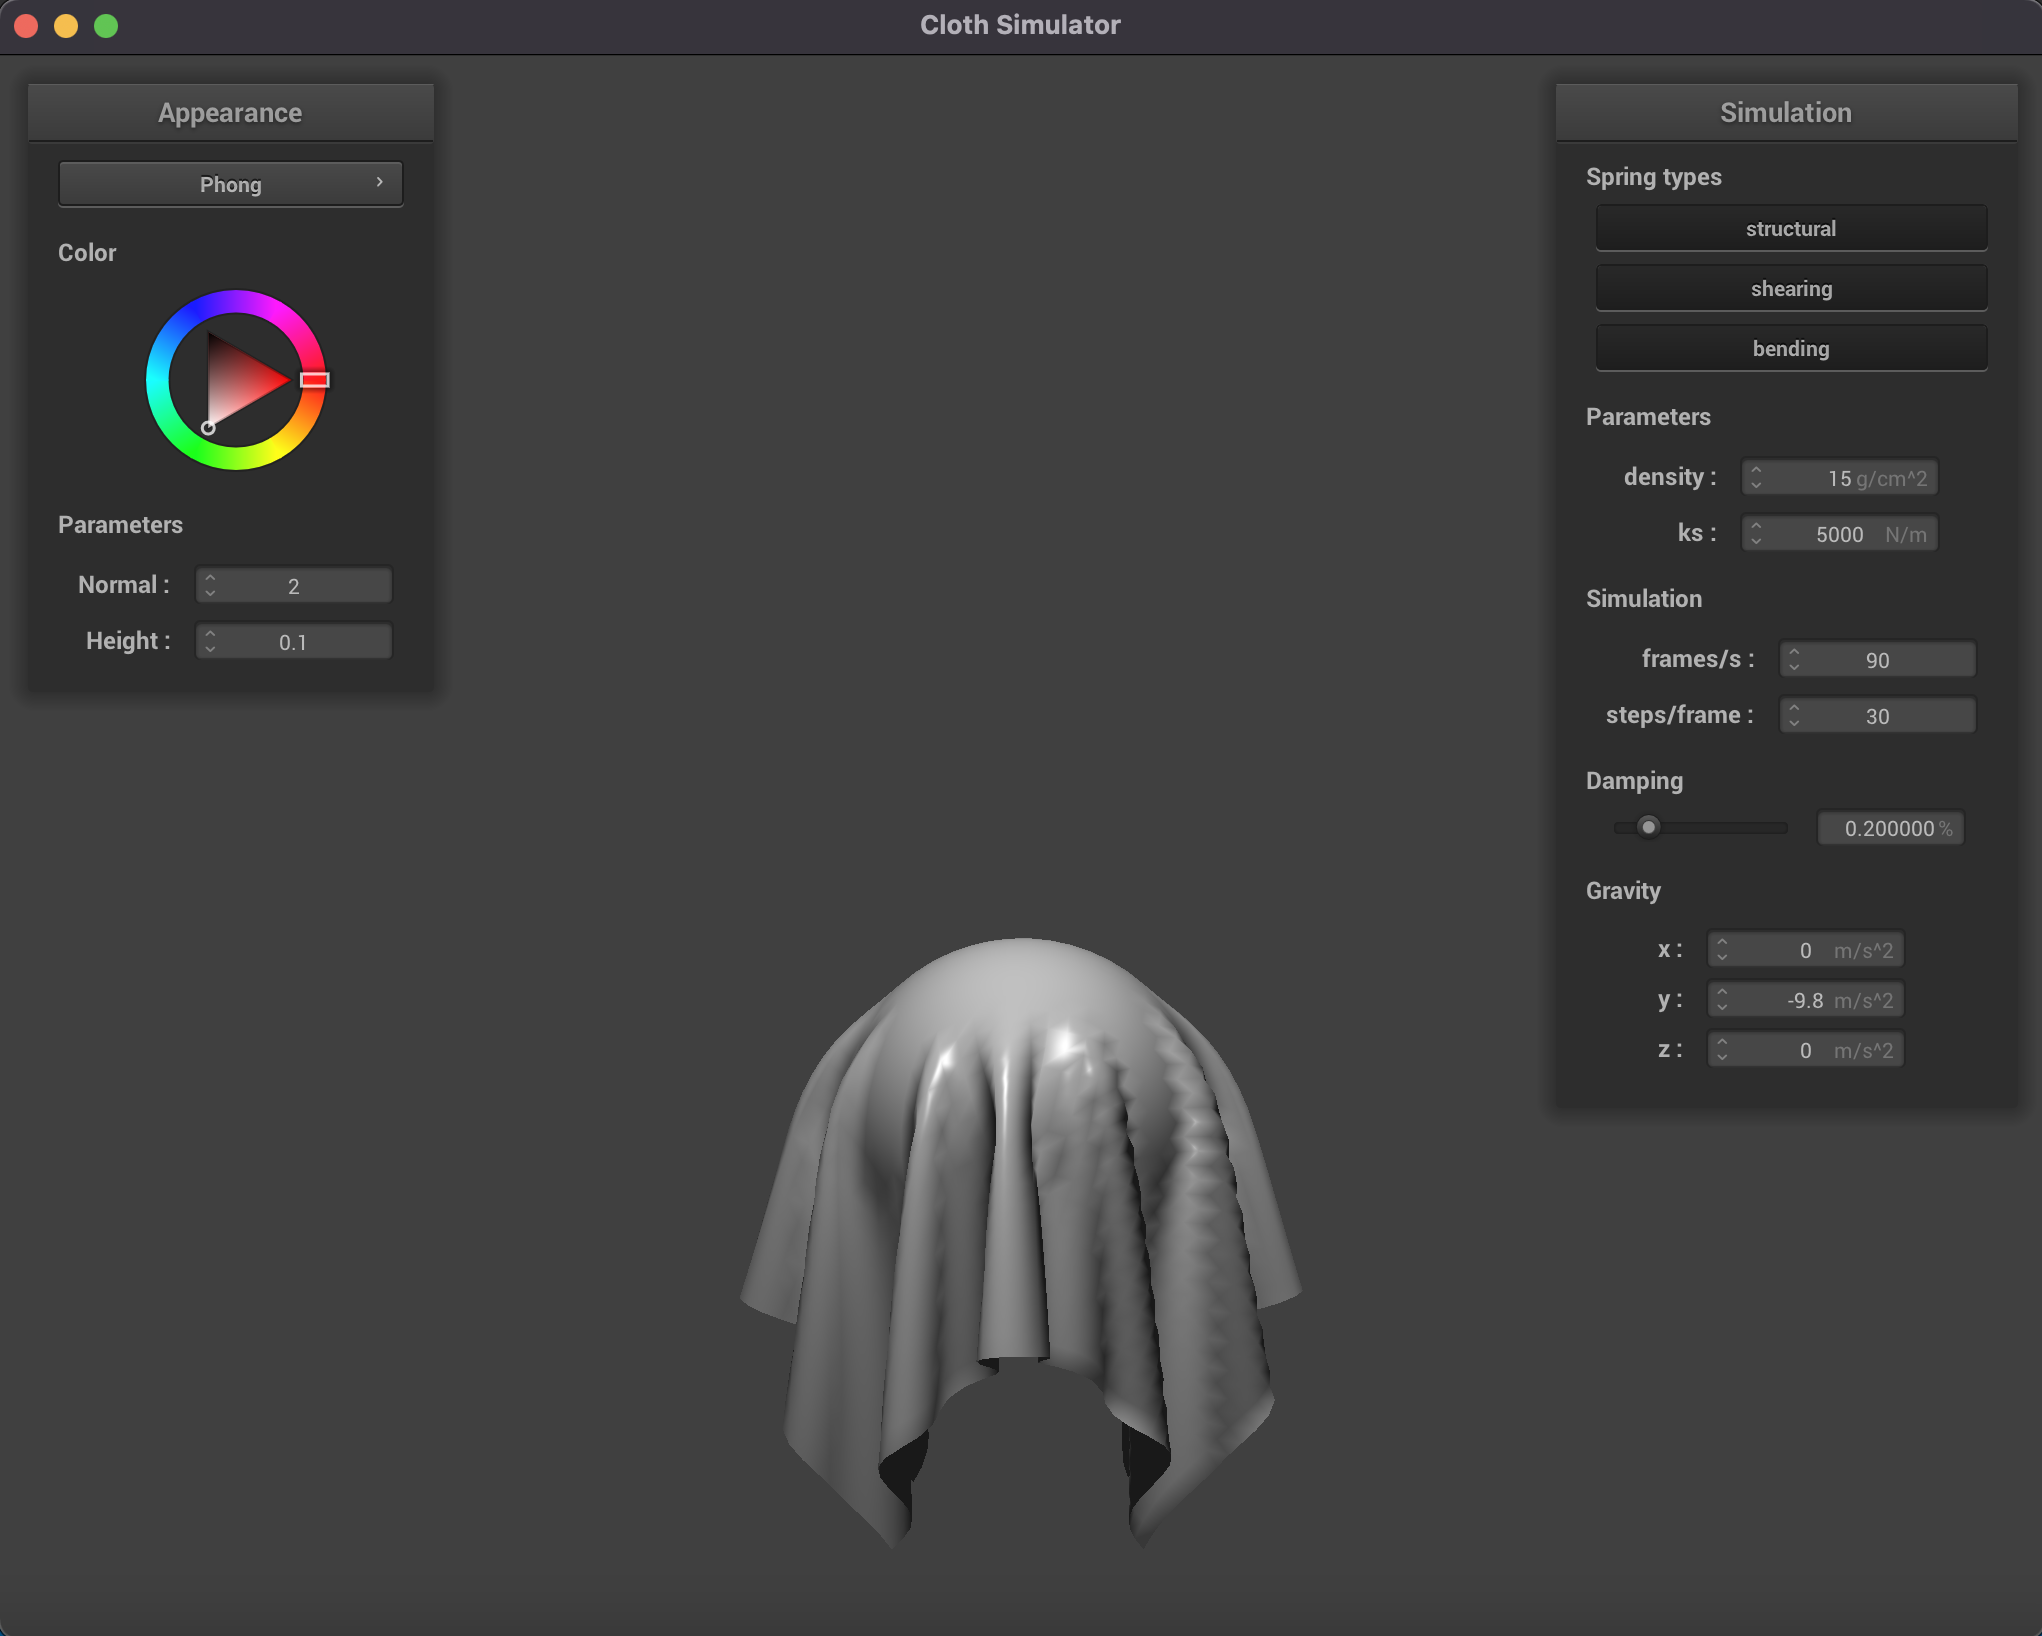 Cloth Simulator
Appearance
Phong
Color
Parameters
Normal : 2
Height : 0.1
Simulation
Spring types
structural
shearing
bending
Parameters
density : 15 g/cm^2
ks : 5000 N/m
Simulation
frames/s : 90
steps/frame : 30
Damping
0.200000 %
Gravity
x : 0 m/s^2
y : -9.8 m/s^2
z : 0 m/s^2